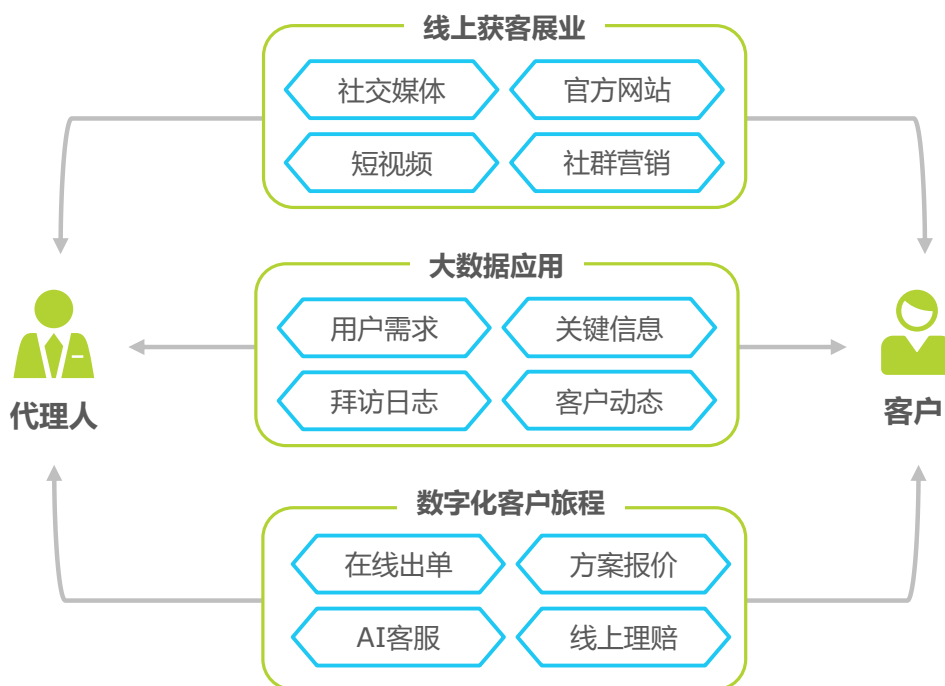 线上获客展业
社交媒体 官方网站
短视频 社群营销
大数据应用
用户需求 关键信息
拜访日志 客户动态
代理人 客户
数字化客户旅程
在线出单 方案报价
AI客服 线上理赔